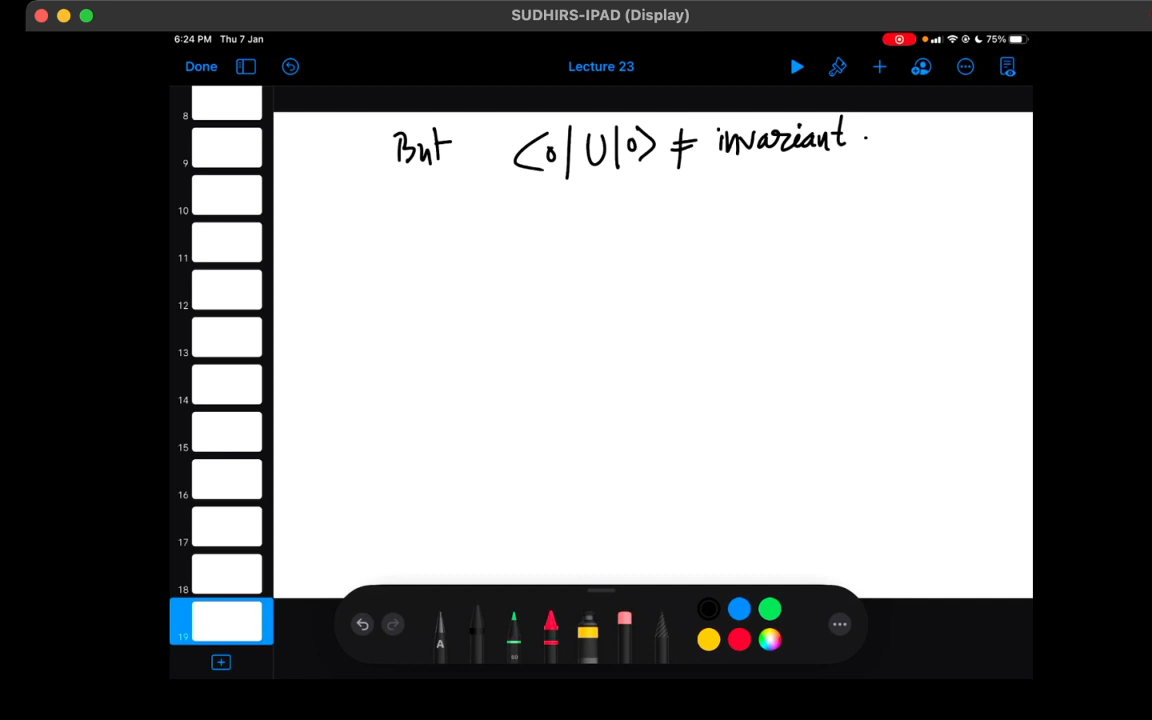 SUDHIRS-IPAD (Display)
6:24 PM Thu 7 Jan
75%
Done
Lecture 23
But <0|U|0> ≠ invariant.
8
9
10
11
12
13
14
15
16
17
18
19
A
50